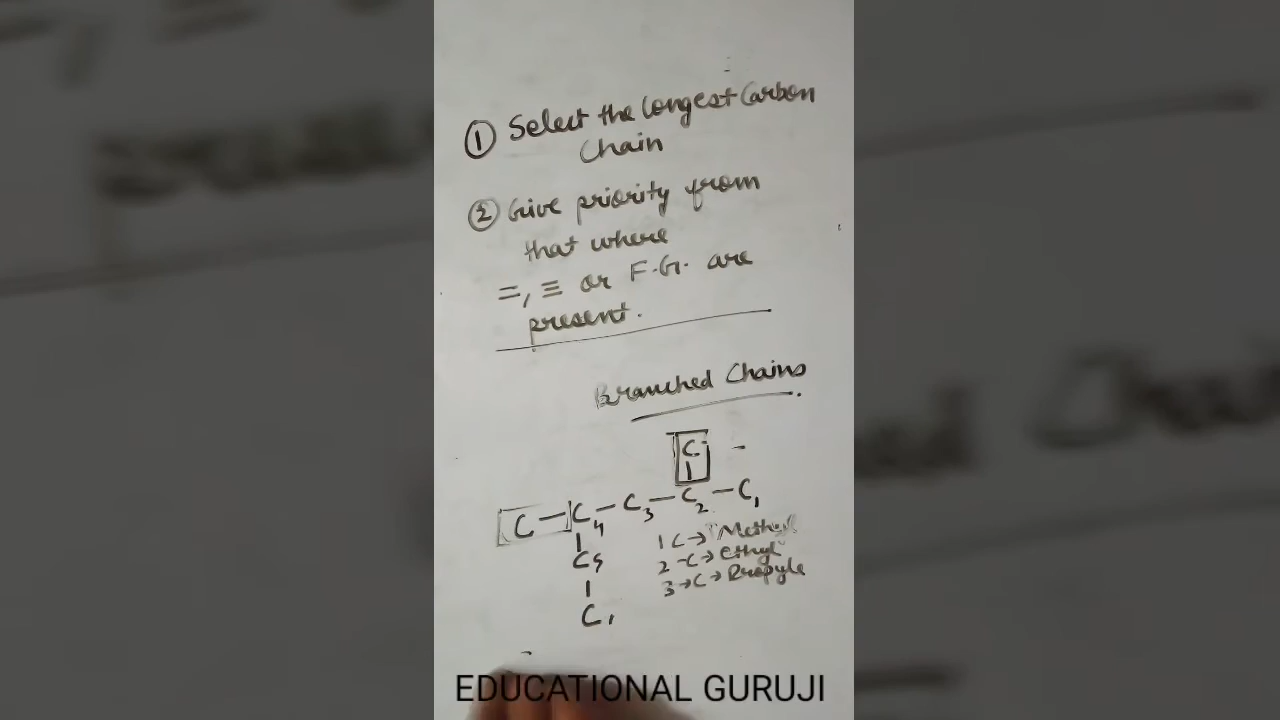 ① Select the longest Carbon
Chain
② Give priority from
that where
=, ≡ or F.G. are
present.
Branched Chains
C
C — C4 — C3 — C2 — C1
1 C → "Methyl
2 - C → ethyl"
3 → C → Propyle
C5
C
EDUCATIONAL GURUJI